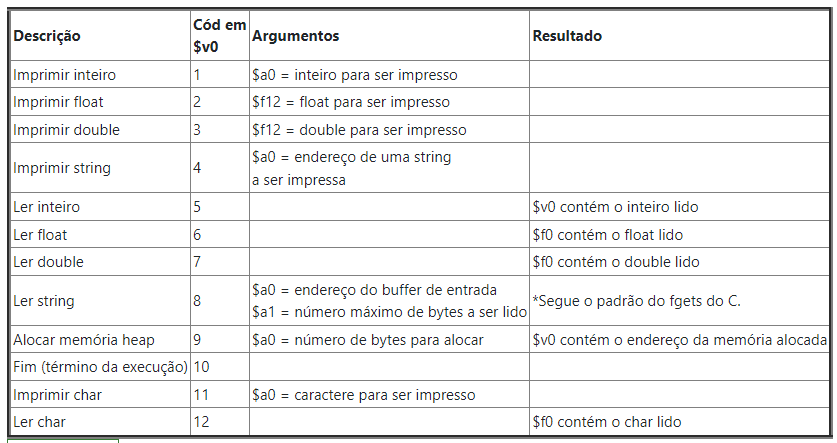 Descrição Cód em $v0 Argumentos Resultado
Imprimir inteiro 1 $a0 = inteiro para ser impresso
Imprimir float 2 $f12 = float para ser impresso
Imprimir double 3 $f12 = double para ser impresso
Imprimir string 4 $a0 = endereço de uma string
a ser impressa
Ler inteiro 5 $v0 contém o inteiro lido
Ler float 6 $f0 contém o float lido
Ler double 7 $f0 contém o double lido
Ler string 8 $a0 = endereço do buffer de entrada
$a1 = número máximo de bytes a ser lido *Segue o padrão do fgets do C.
Alocar memória heap 9 $a0 = número de bytes para alocar $v0 contém o endereço da memória alocada
Fim (término da execução) 10
Imprimir char 11 $a0 = caractere para ser impresso
Ler char 12 $f0 contém o char lido